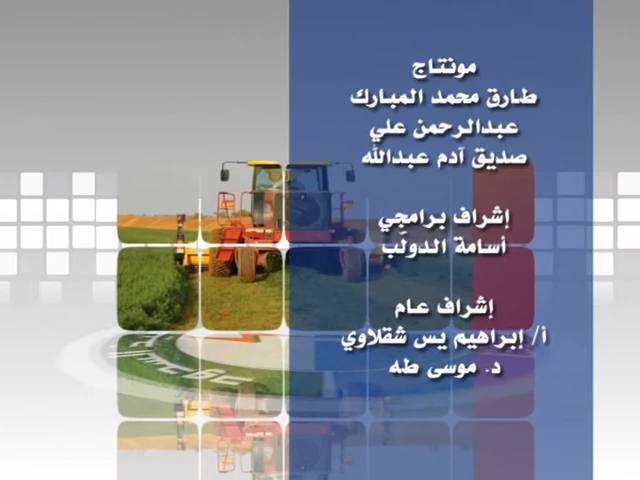 مونتاج
طارق محمد المبارك
عبدالرحمن علي
صديق آدم عبدالله
إشراف برامجي
أسامة الدولب
إشراف عام
أ/ إبراهيم يس شقلاوي
د. موسى طه